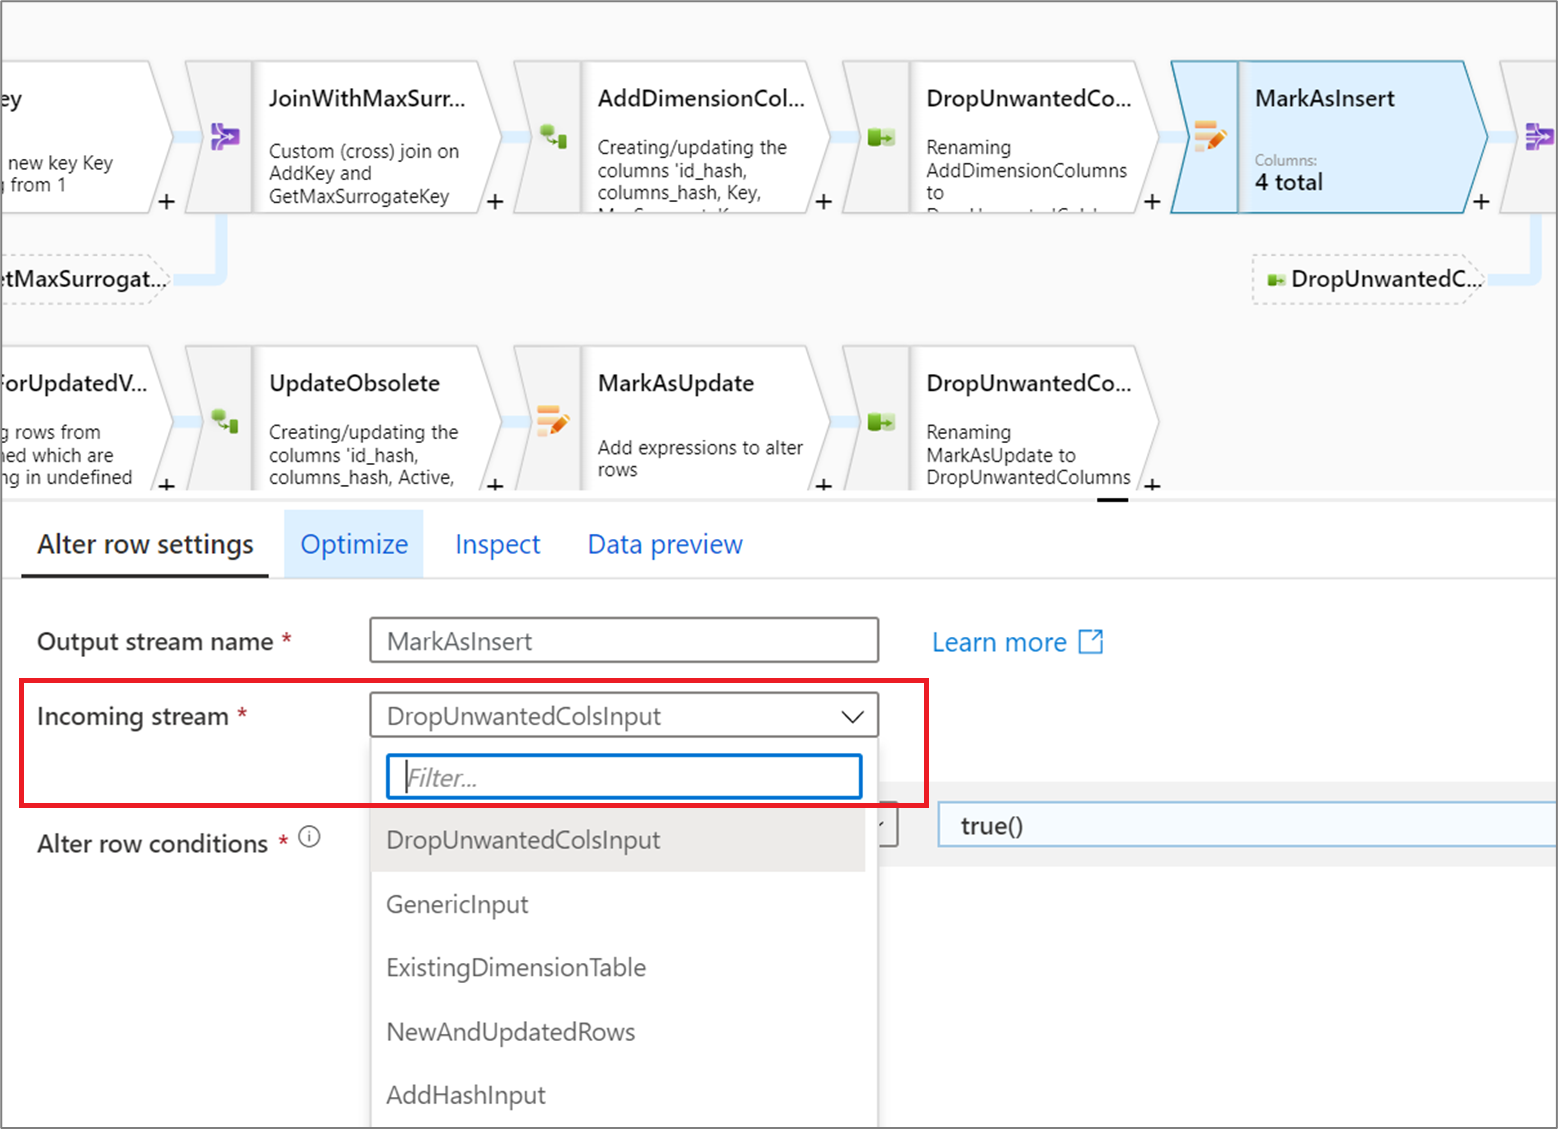 ey
new key Key
g from 1
JoinWithMaxSurr...
Custom (cross) join on
AddKey and
GetMaxSurrogateKey
AddDimensionCol...
Creating/updating the
columns 'id_hash,
columns_hash, Key,
DropUnwantedCo...
Renaming
AddDimensionColumns
to
MarkAsInsert
Columns:
4 total
etMaxSurrogat...
DropUnwantedC...
ForUpdatedV...
g rows from
ned which are
ng in undefined
UpdateObsolete
Creating/updating the
columns 'id_hash,
columns_hash, Active,
MarkAsUpdate
Add expressions to alter
rows
DropUnwantedCo...
Renaming
MarkAsUpdate to
DropUnwantedColumns
Alter row settings Optimize Inspect Data preview
Output stream name * MarkAsInsert Learn more
Incoming stream * DropUnwantedColsInput
Filter...
DropUnwantedColsInput
Alter row conditions * true()
GenericInput
ExistingDimensionTable
NewAndUpdatedRows
AddHashInput